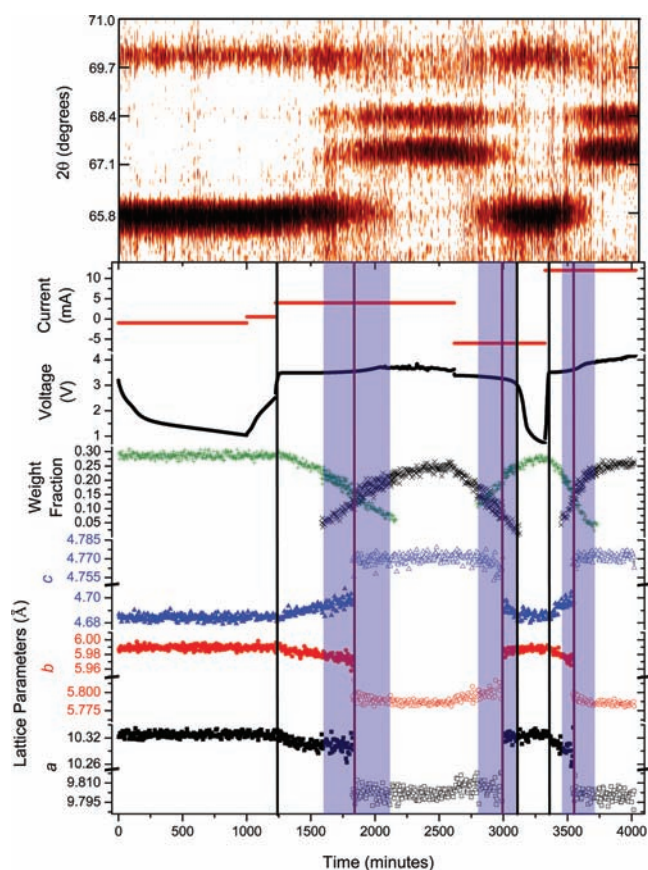 71.0
69.7
68.4
67.1
65.8
2θ (degrees)
10
5
0
-5
Current
(mA)
4
3
2
1
Voltage
(V)
0.30
0.25
0.20
0.15
0.10
0.05
Weight
Fraction
4.785
4.770
4.755
c
4.70
4.68
6.00
5.98
5.96
b
5.800
5.775
10.32
10.26
a
9.810
9.795
Lattice Parameters (Å)
0 500 1000 1500 2000 2500 3000 3500 4000
Time (minutes)